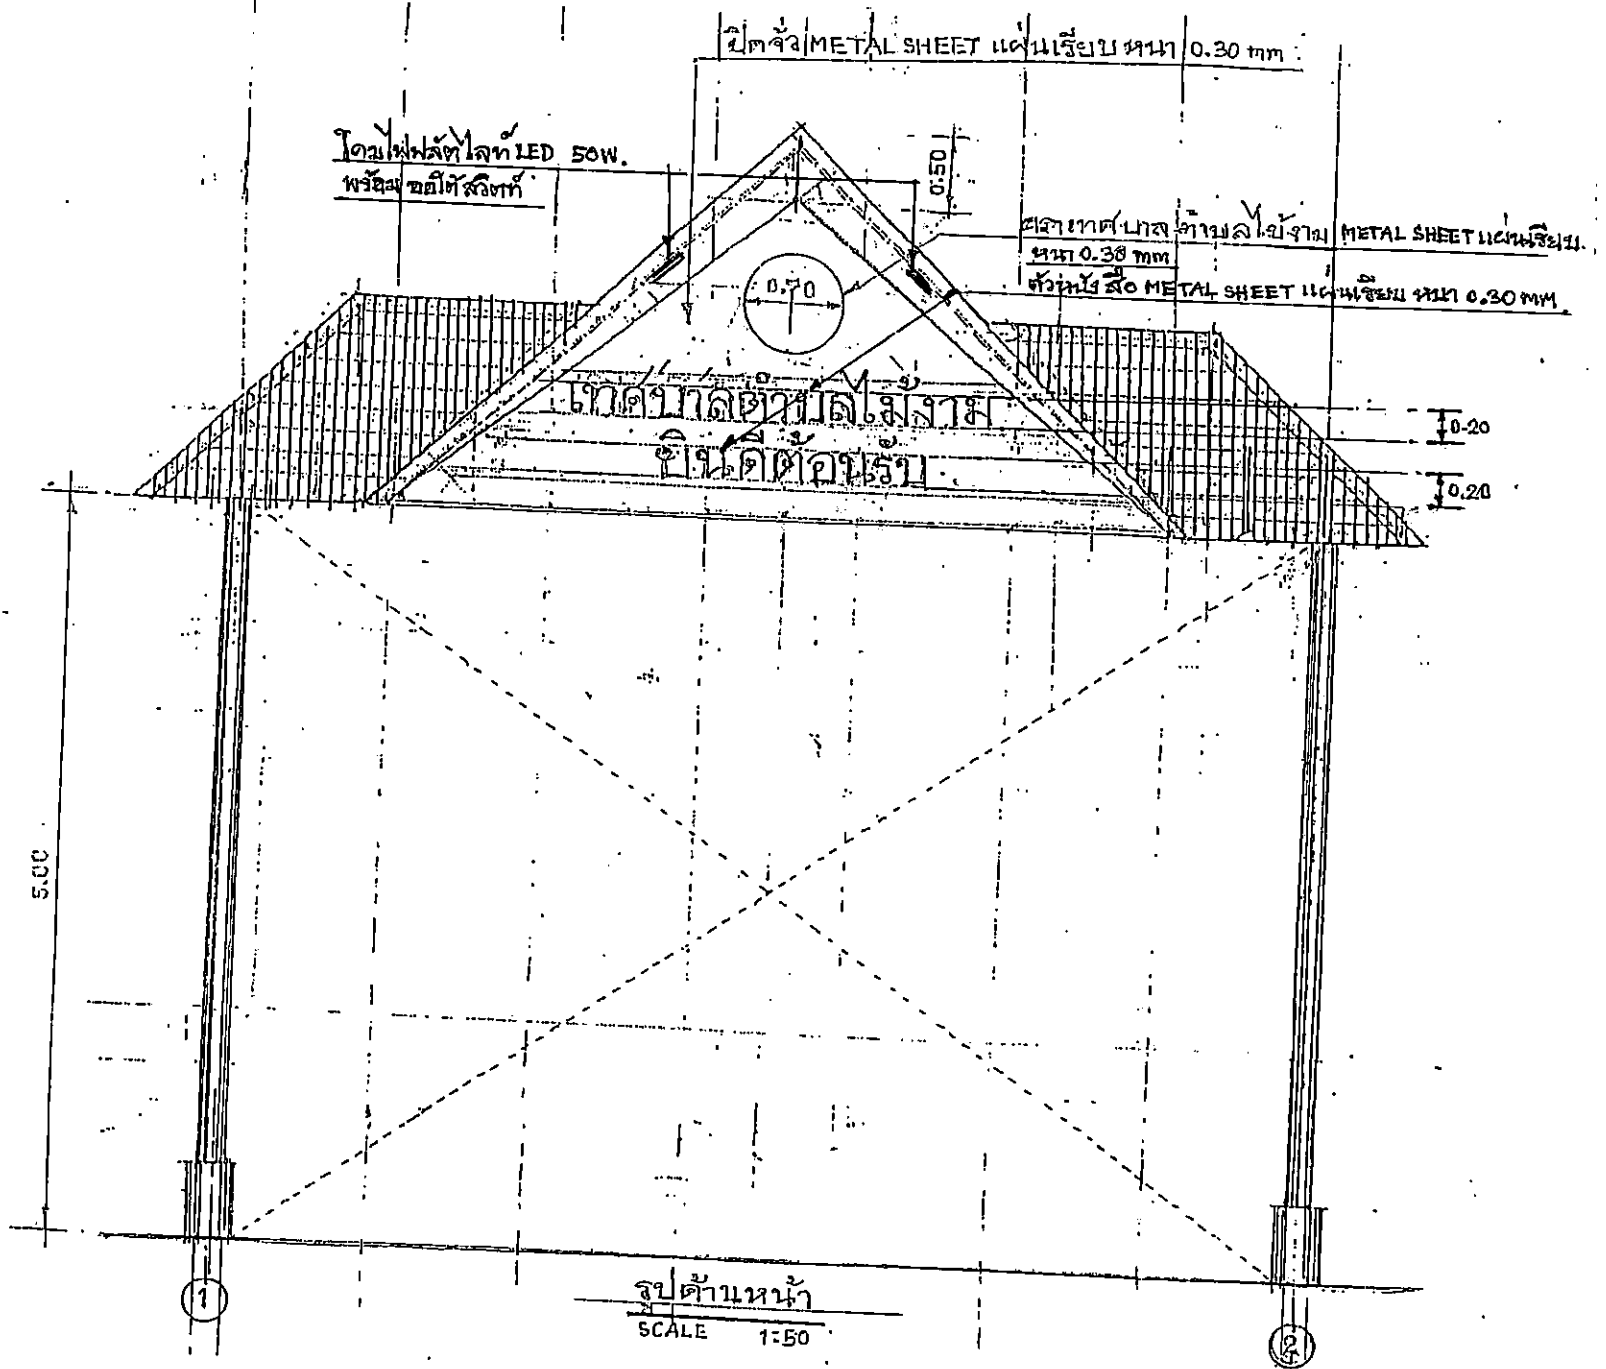 ปิดจั่ว METAL SHEET แผ่นเรียบ หนา 0.30 mm
โคมไฟฟลัดไลท์ LED 50W.
พร้อม ออโต้สวิตท์
0.50
ตราเทศบาลตำบลไม้งาม METAL SHEET แผ่นเรียบ
หนา 0.30 mm
ตัวหนังสือ METAL SHEET แผ่นเรียบ หนา 0.30 mm.
0.70
เทศบาลตำบลไม้งาม
ยินดีต้อนรับ
0.20
0.20
5.00
1
รูปด้านหน้า
SCALE 1:50
2